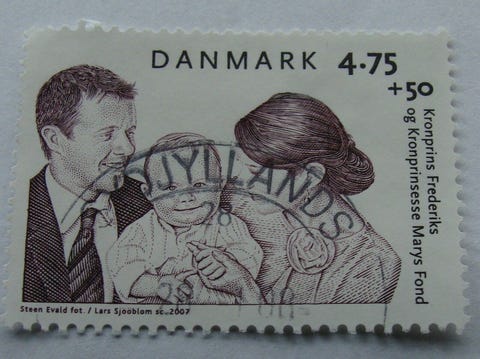 DANMARK 4.75
+50
Kronprins Frederiks
og Kronprinsesse Marys Fond
JYLLANDS
Steen Evald fot. / Lars Sjööblom sc. 2007